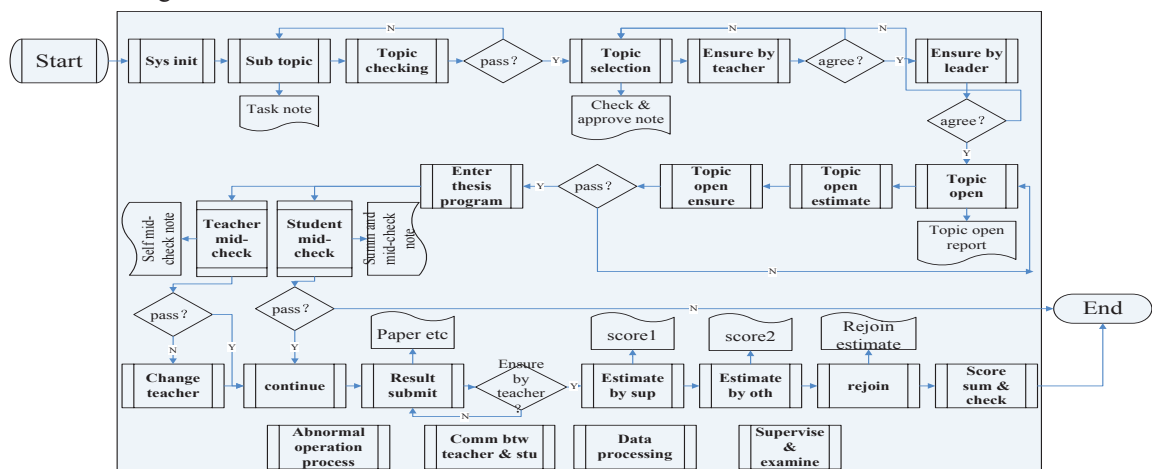 N
N
N
Start
Sys init
Sub topic
Topic
checking
pass?
Y
Topic
selection
Ensure by
teacher
agree?
Y
Ensure by
leader
Task note
Check &
approve note
agree?
Y
Enter
thesis
program
Y
pass?
Topic
open
ensure
Topic
open
estimate
Topic
open
Topic open
report
Self mid-
check note
Teacher
mid-
check
Student
mid-
check
Summ and
mid-check
note
N
pass?
pass?
N
End
N
Y
Y
Paper etc
score1
score2
Rejoin
estimate
Change
teacher
continue
Result
submit
Ensure
by
teacher
?
Y
N
Estimate
by sup
Estimate
by oth
rejoin
Score
sum &
check
Abnormal
operation
process
Comm btw
teacher & stu
Data
processing
Supervise
&
examine